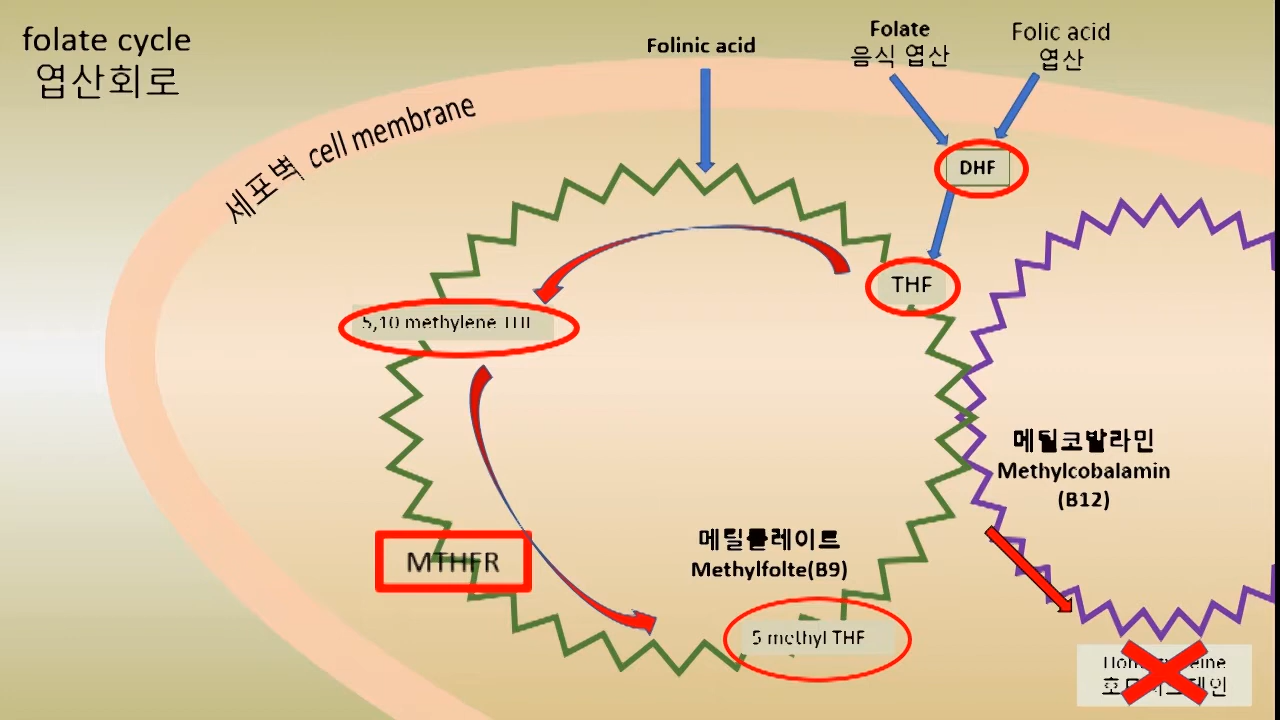 folate cycle
엽산회로
세포벽 cell membrane
Folinic acid
Folate
음식 엽산
Folic acid
엽산
DHF
THF
5,10 methylene THF
MTHFR
메틸폴레이트
Methylfolte(B9)
5 methyl THF
메틸코발라민
Methylcobalamin
(B12)